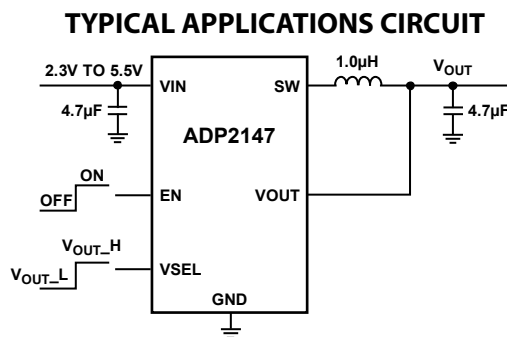 TYPICAL APPLICATIONS CIRCUIT
2.3V TO 5.5V
4.7µF
VIN
SW
1.0µH
VOUT
4.7µF
ADP2147
ON
OFF
EN
VOUT
VOUT_H
VOUT_L
VSEL
GND